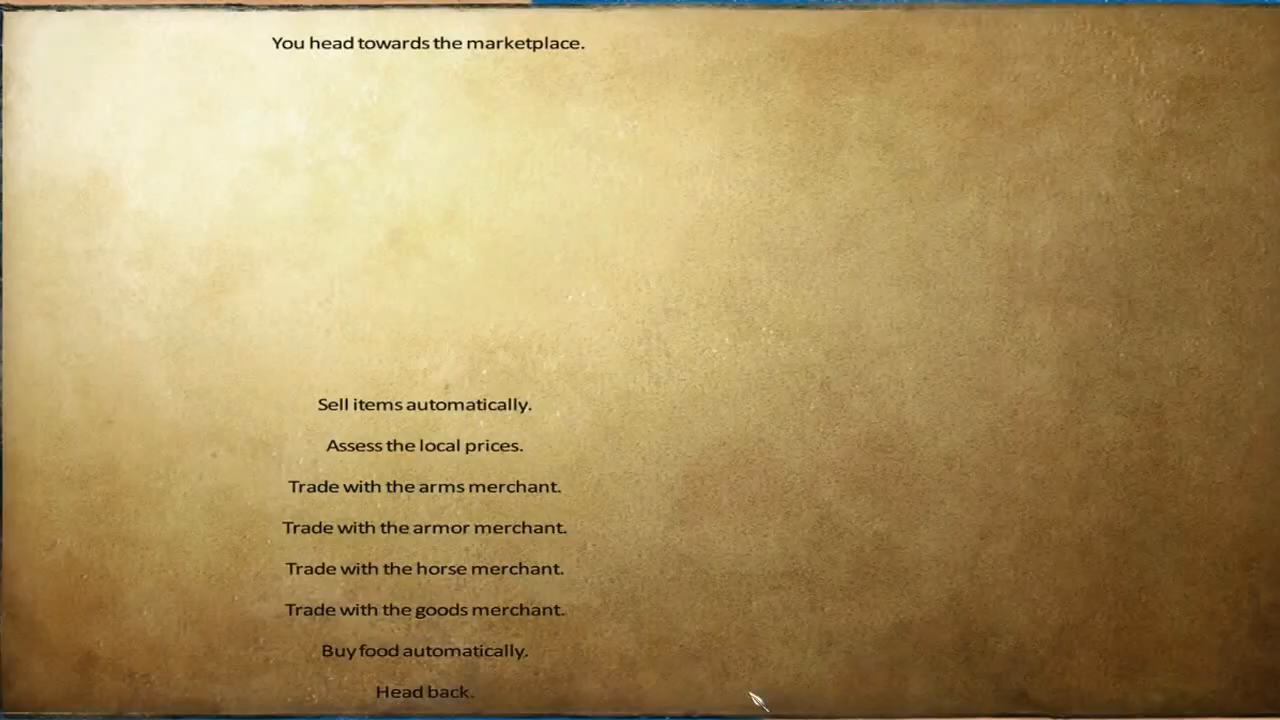 You head towards the marketplace.
Sell items automatically.
Assess the local prices.
Trade with the arms merchant.
Trade with the armor merchant.
Trade with the horse merchant.
Trade with the goods merchant.
Buy food automatically.
Head back.